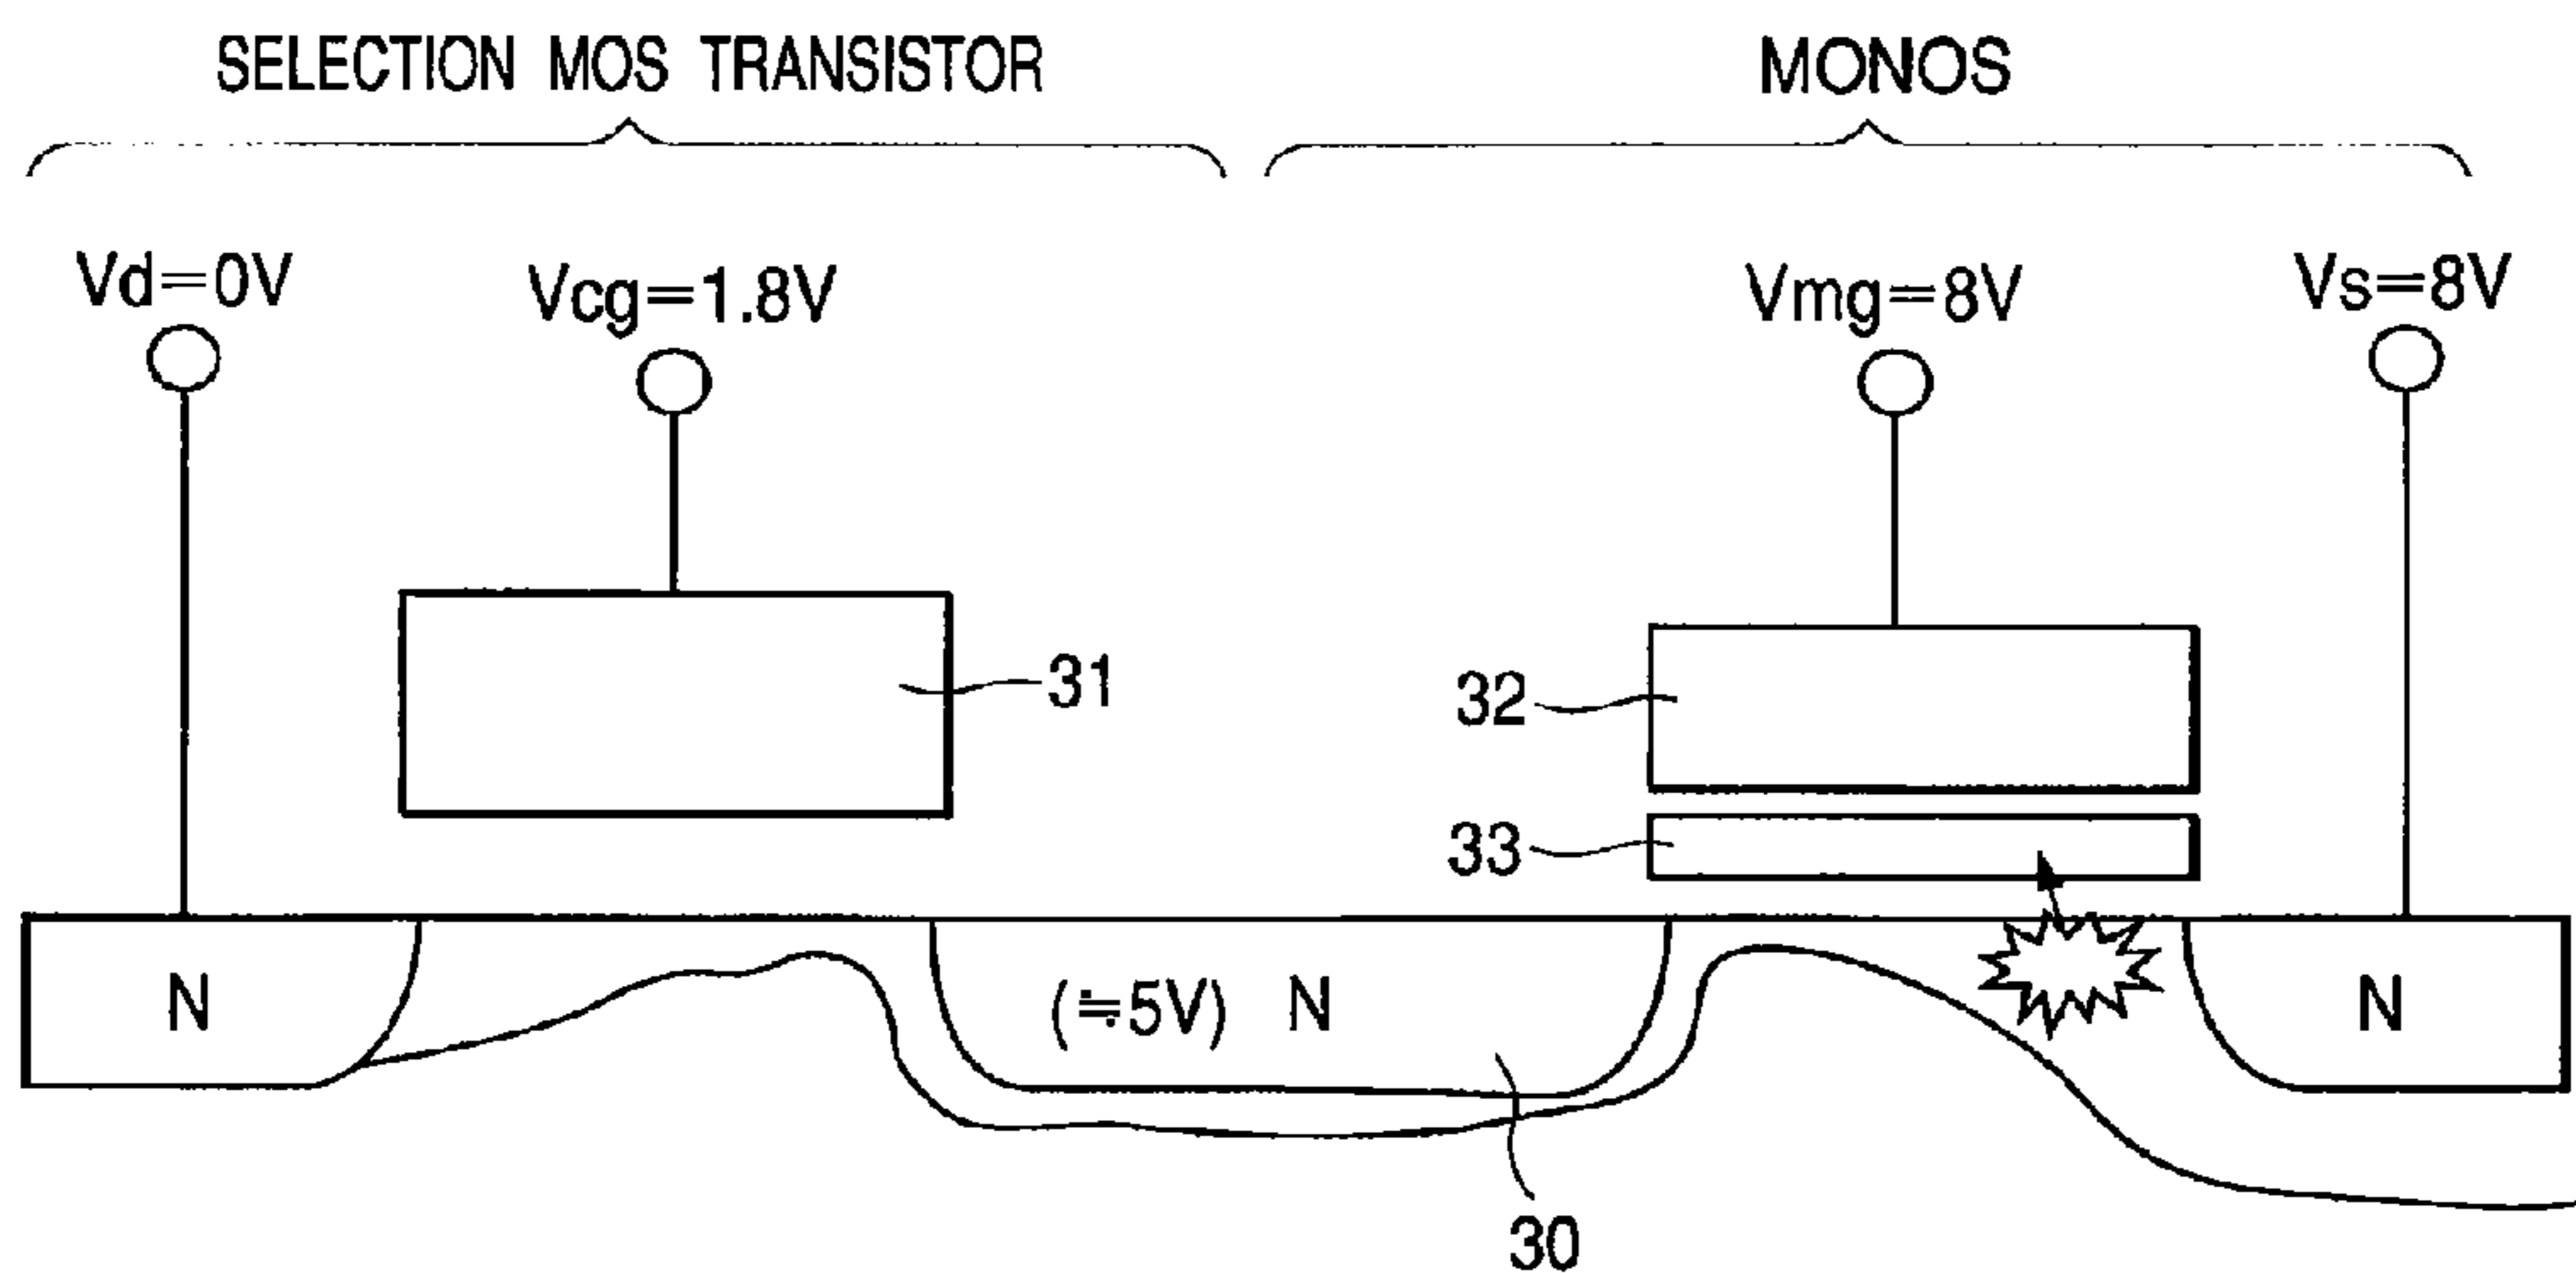 SELECTION MOS TRANSISTOR
MONOS
Vd=0V
Vcg=1.8V
Vmg=8V
Vs=8V
31
32
33
N
(≒5V) N
N
30